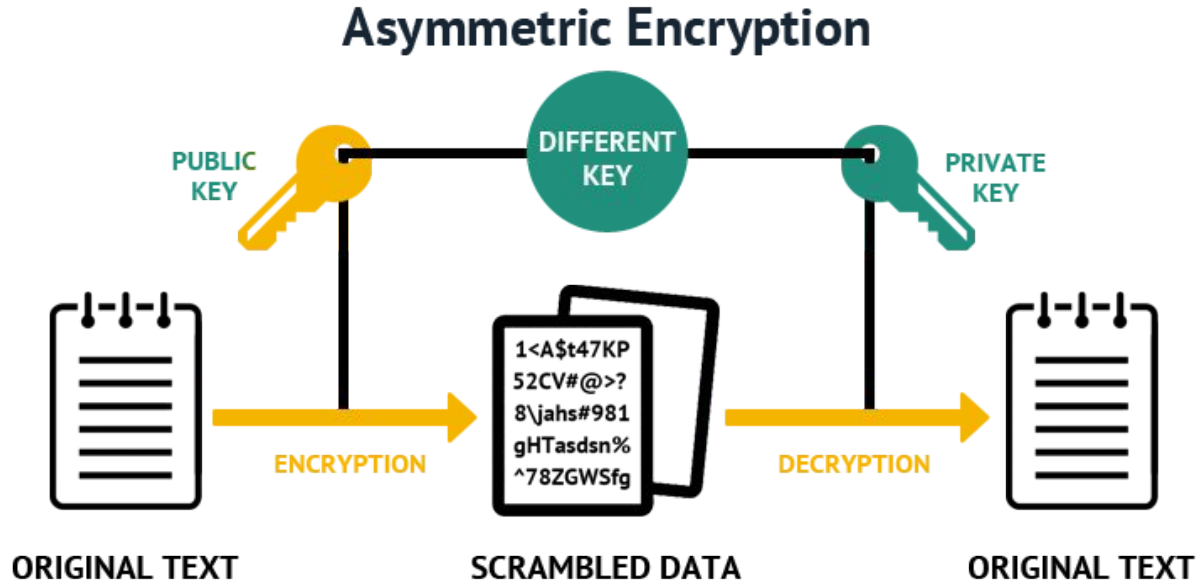 Asymmetric Encryption
DIFFERENT
KEY
PUBLIC
KEY
PRIVATE
KEY
1<A$t47KP
52CV#@>?
8\jahs#981
gHTasdsn%
^78ZGWSfg
ENCRYPTION
DECRYPTION
ORIGINAL TEXT
SCRAMBLED DATA
ORIGINAL TEXT